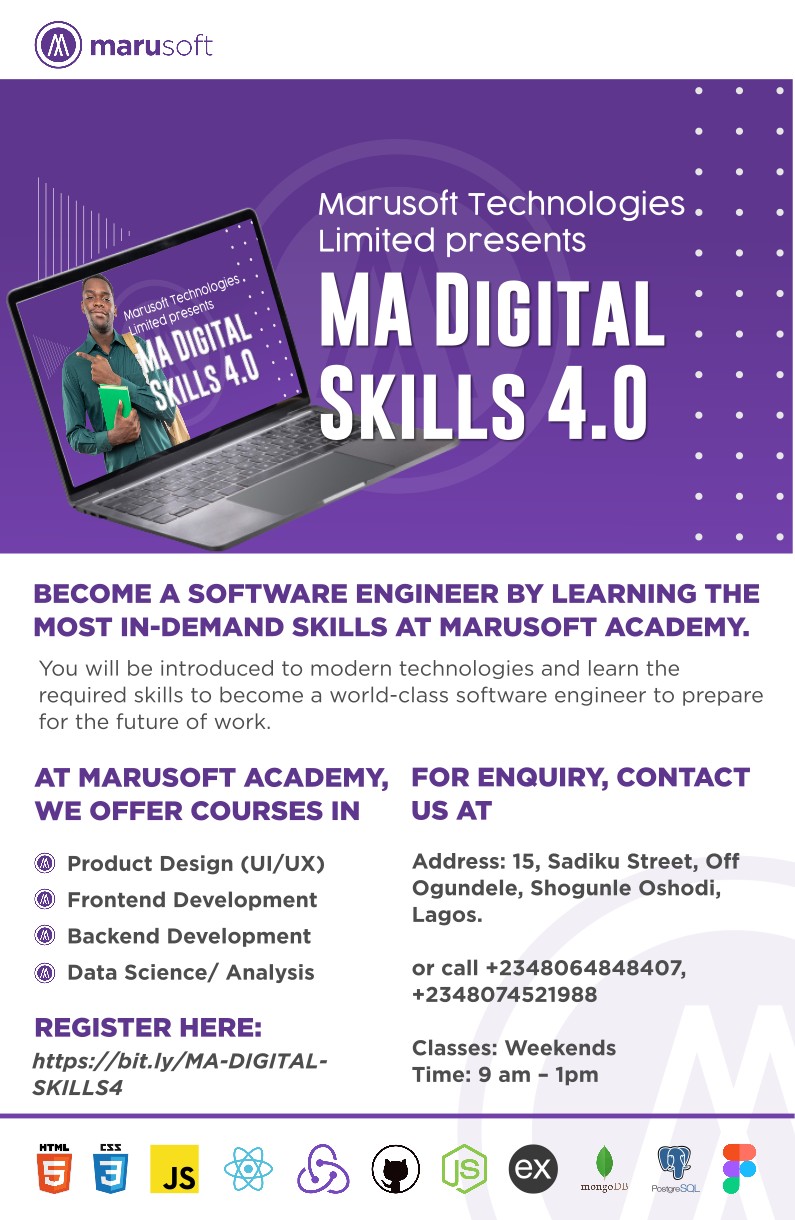 marusoft
Marusoft Technologies
Limited presents
MA DIGITAL
SKILLS 4.0
Marusoft Technologies
Limited presents
MA DIGITAL
SKILLS 4.0
BECOME A SOFTWARE ENGINEER BY LEARNING THE
MOST IN-DEMAND SKILLS AT MARUSOFT ACADEMY.
You will be introduced to modern technologies and learn the
required skills to become a world-class software engineer to prepare
for the future of work.
AT MARUSOFT ACADEMY,
WE OFFER COURSES IN
Product Design (UI/UX)
Frontend Development
Backend Development
Data Science/ Analysis
REGISTER HERE:
https://bit.ly/MA-DIGITAL-
SKILLS4
FOR ENQUIRY, CONTACT
US AT
Address: 15, Sadiku Street, Off
Ogundele, Shogunle Oshodi,
Lagos.
or call +2348064848407,
+2348074521988
Classes: Weekends
Time: 9 am – 1pm
HTML 5
CSS 3
JS
JS
ex
mongoDB
PostgreSQL